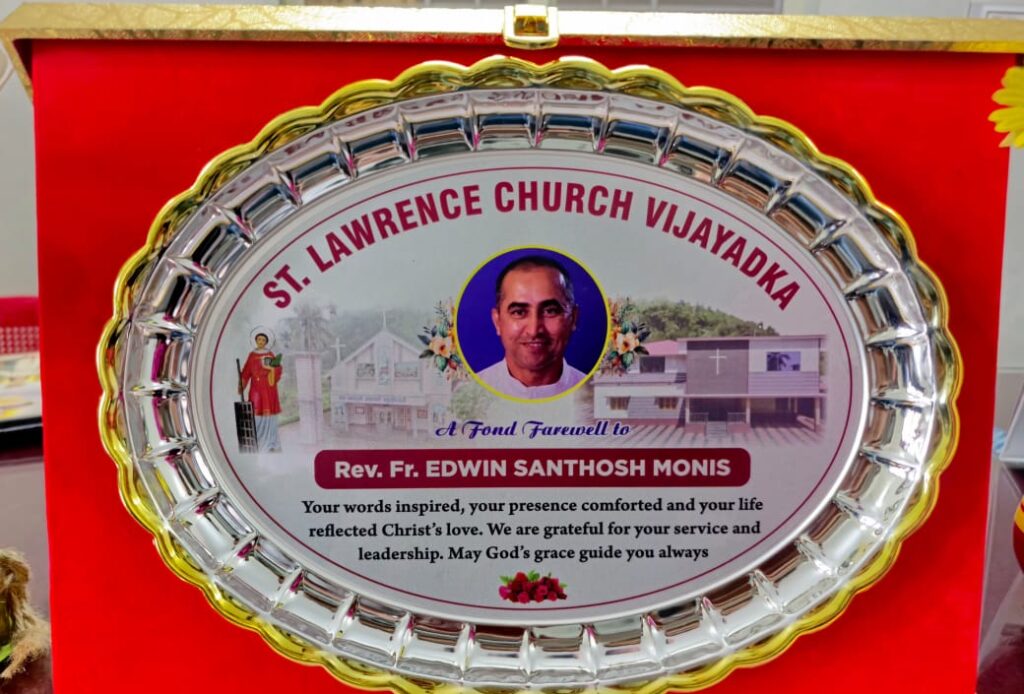 ST. LAWRENCE CHURCH VIJAYADKA
A Fond Farewell to
Rev. Fr. EDWIN SANTHOSH MONIS
Your words inspired, your presence comforted and your life
reflected Christ's love. We are grateful for your service and
leadership. May God's grace guide you always